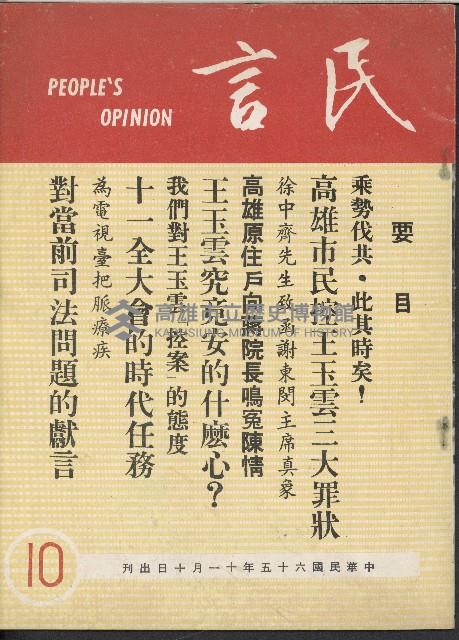 民言
PEOPLE'S
OPINION
要目
乘勢伐共·此其時矣！
高雄市民控王玉雲三大罪狀
徐中齊先生致函謝東閔主席真象
高雄原住戶向蔣院長鳴冤陳情
王玉雲究竟安的什麼心？
我們對王玉雲「控案」的態度
十一全大會的時代任務
為電視憂把脈療疾
對當前司法問題的獻言
高雄市立歷史博物館
KAOHSIUNG MUSEUM OF HISTORY
10
中華民國六十五年十一月十日出刊